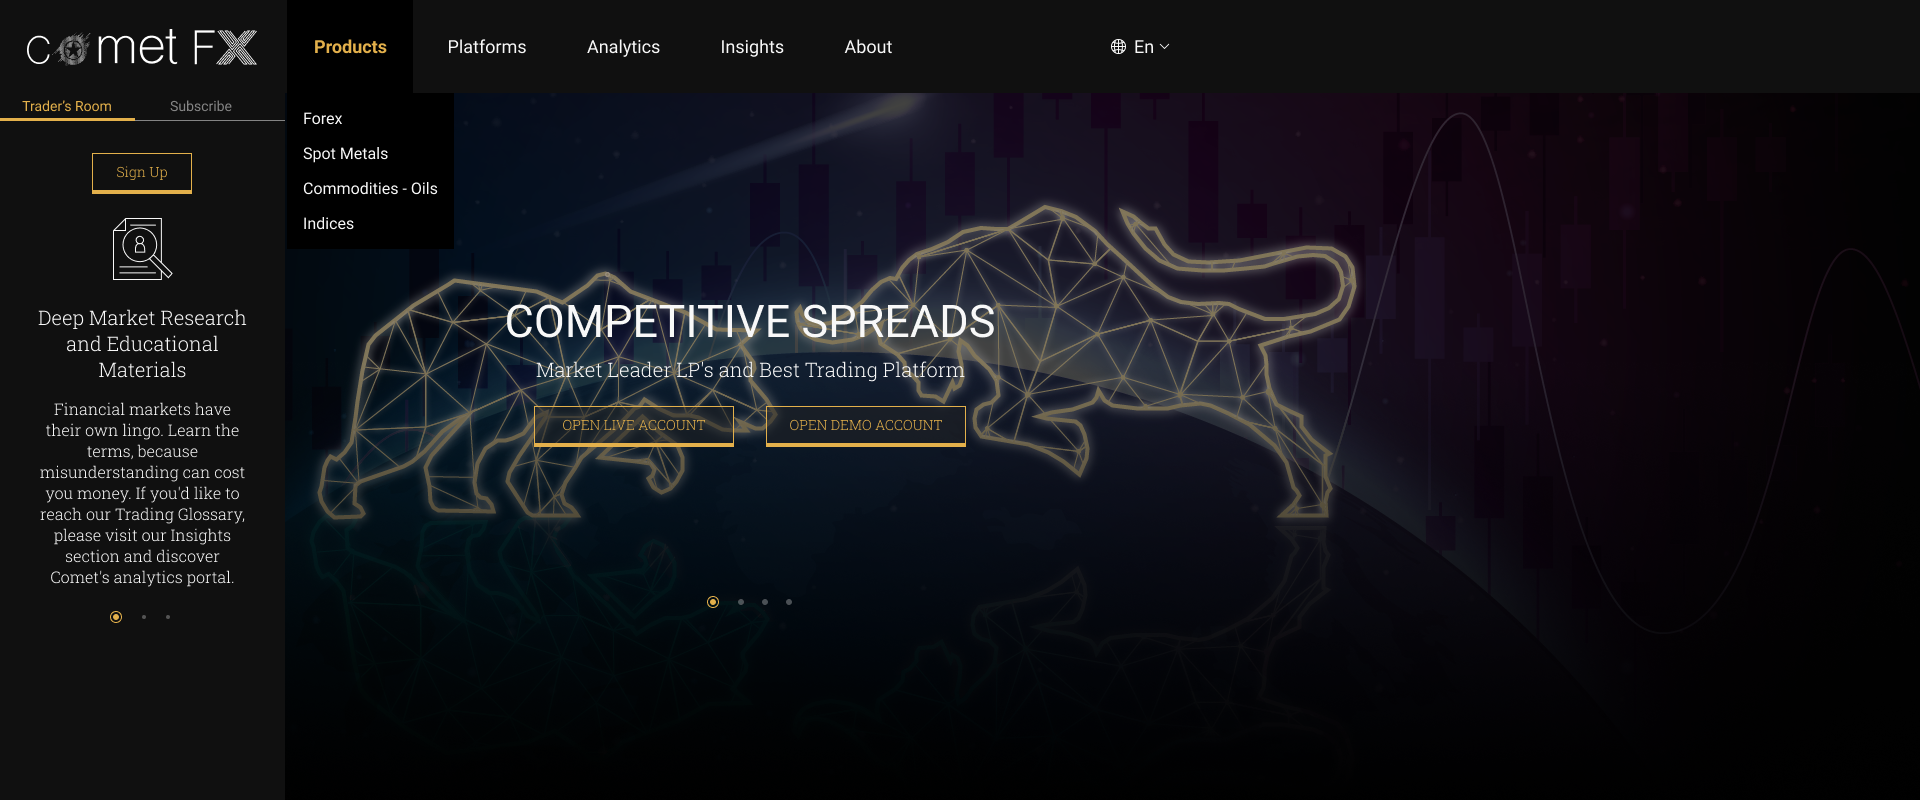 comet FX
Products
Platforms
Analytics
Insights
About
En
Trader's Room
Subscribe
Forex
Spot Metals
Commodities - Oils
Indices
Sign Up
Deep Market Research
and Educational
Materials
Financial markets have
their own lingo. Learn the
terms, because
misunderstanding can cost
you money. If you'd like to
reach our Trading Glossary,
please visit our Insights
section and discover
Comet's analytics portal.
COMPETITIVE SPREADS
Market Leader LP's and Best Trading Platform
OPEN LIVE ACCOUNT
OPEN DEMO ACCOUNT